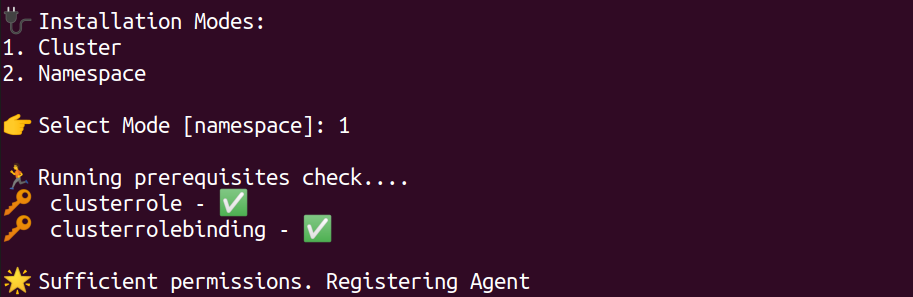 🔌 Installation Modes:
1. Cluster
2. Namespace
👉 Select Mode [namespace]: 1
🏃 Running prerequisites check....
🔑 clusterrole - ✅
🔑 clusterrolebinding - ✅
🌟 Sufficient permissions. Registering Agent